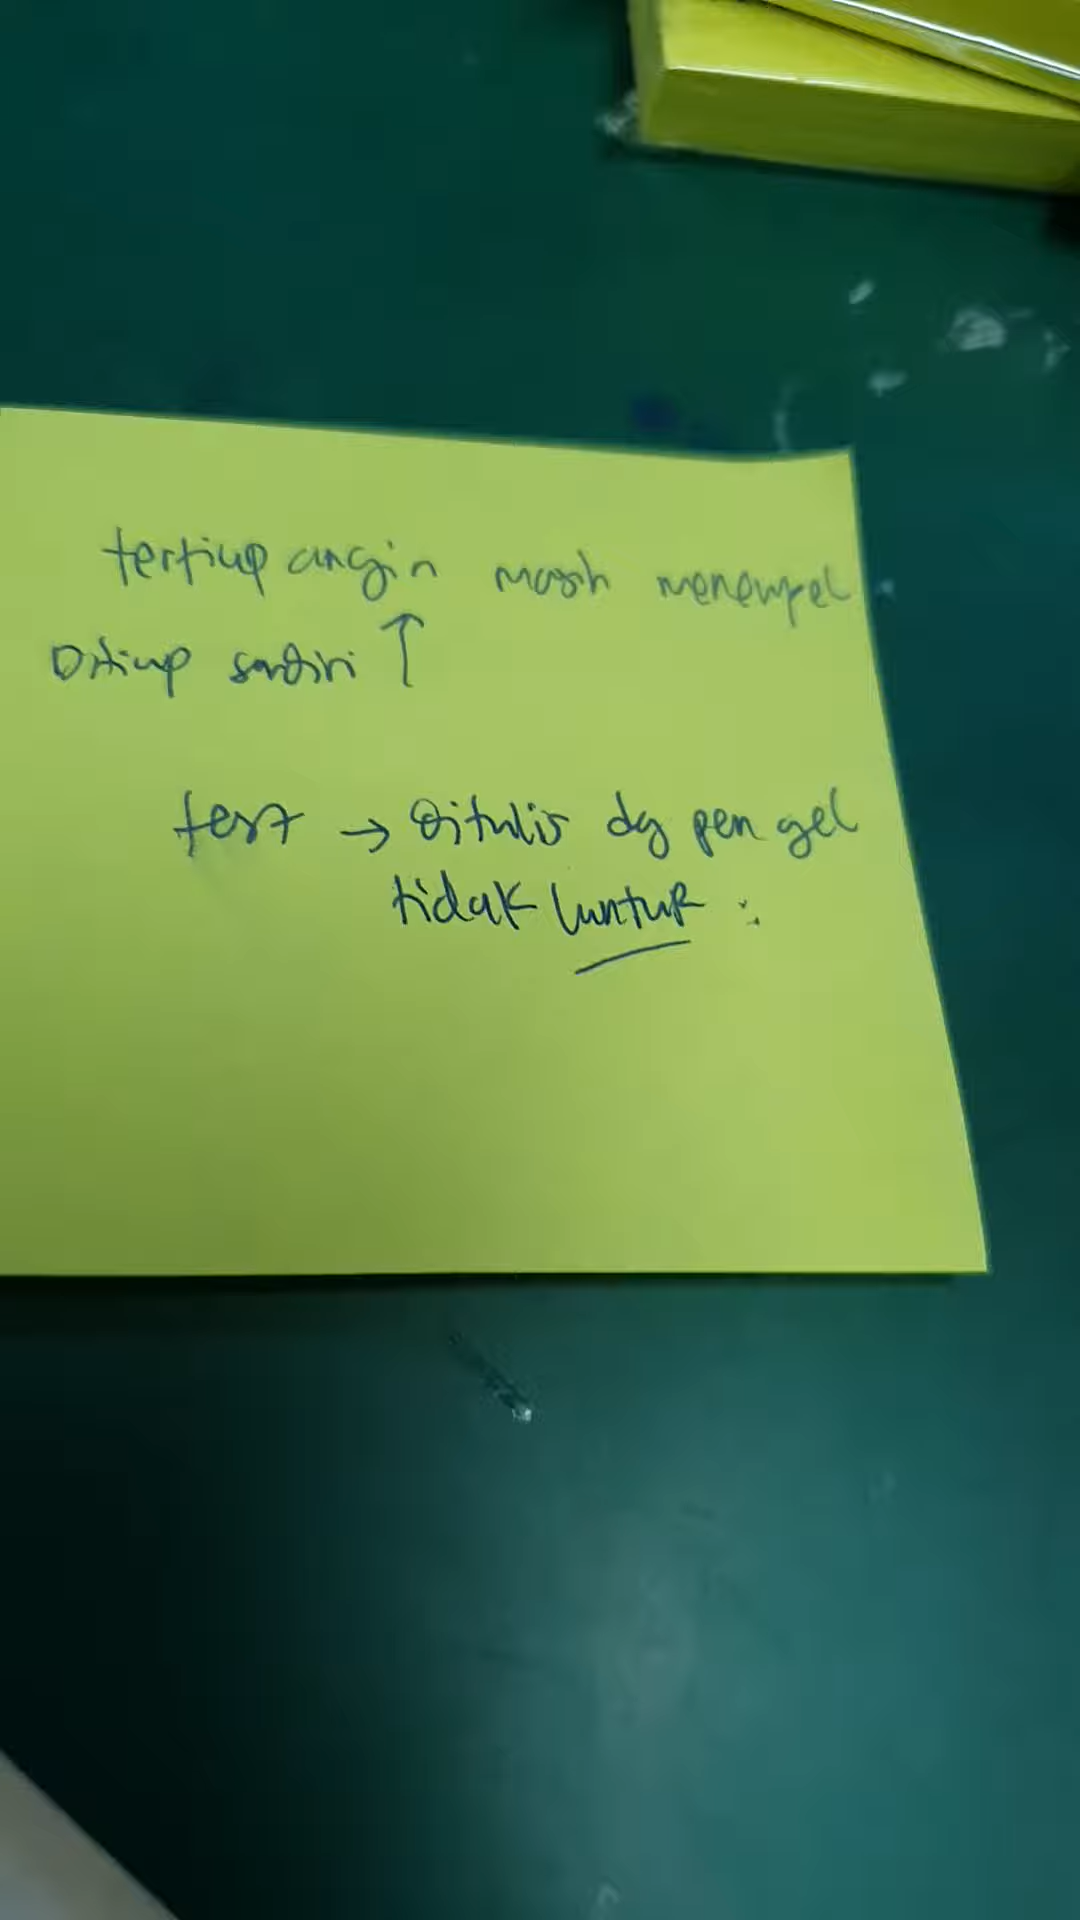 tertiup angin masih menempel
Ditiup sendiri ↑
test → ditulis dg pen gel
tidak luntur :